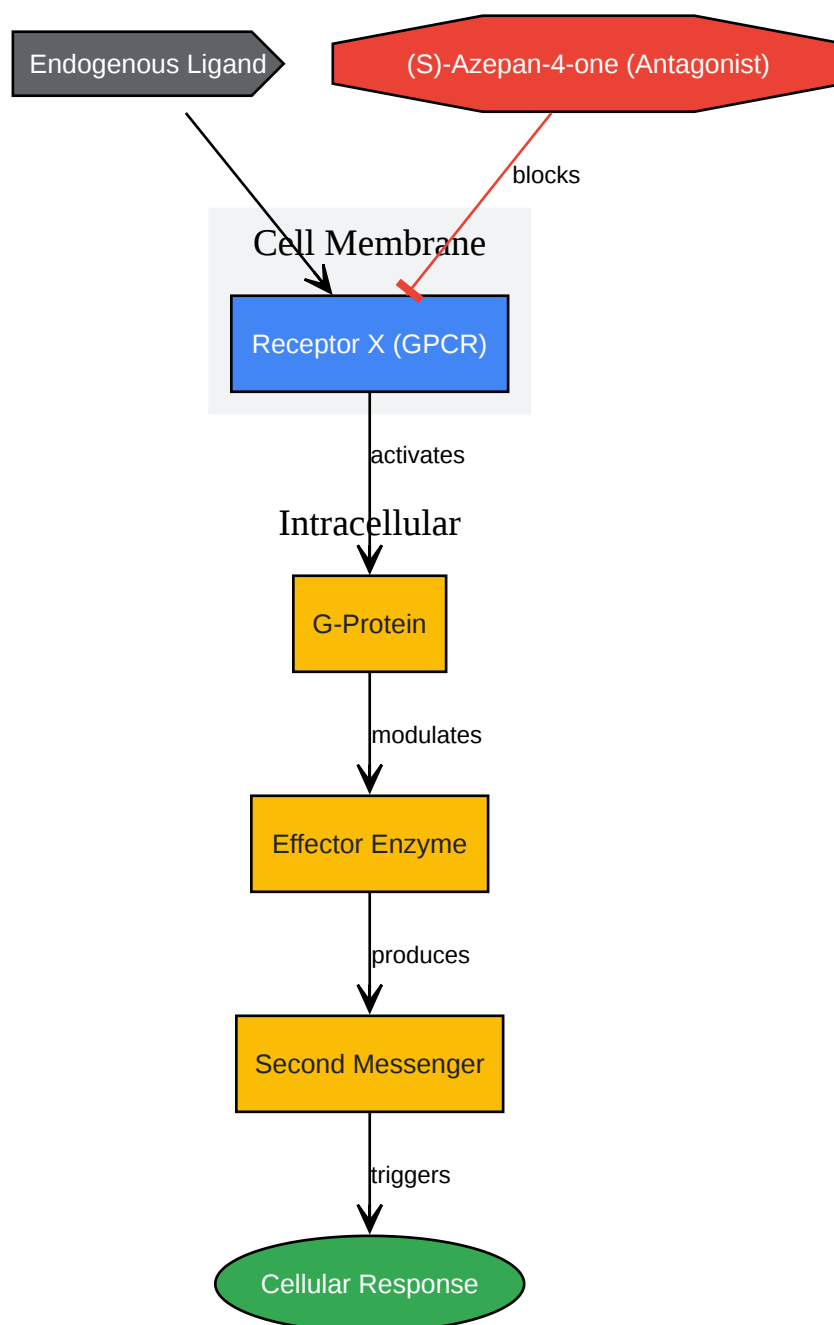 Endogenous Ligand
(S)-Azepan-4-one (Antagonist)
blocks
Cell Membrane
Receptor X (GPCR)
activates
Intracellular
G-Protein
modulates
Effector Enzyme
produces
Second Messenger
triggers
Cellular Response